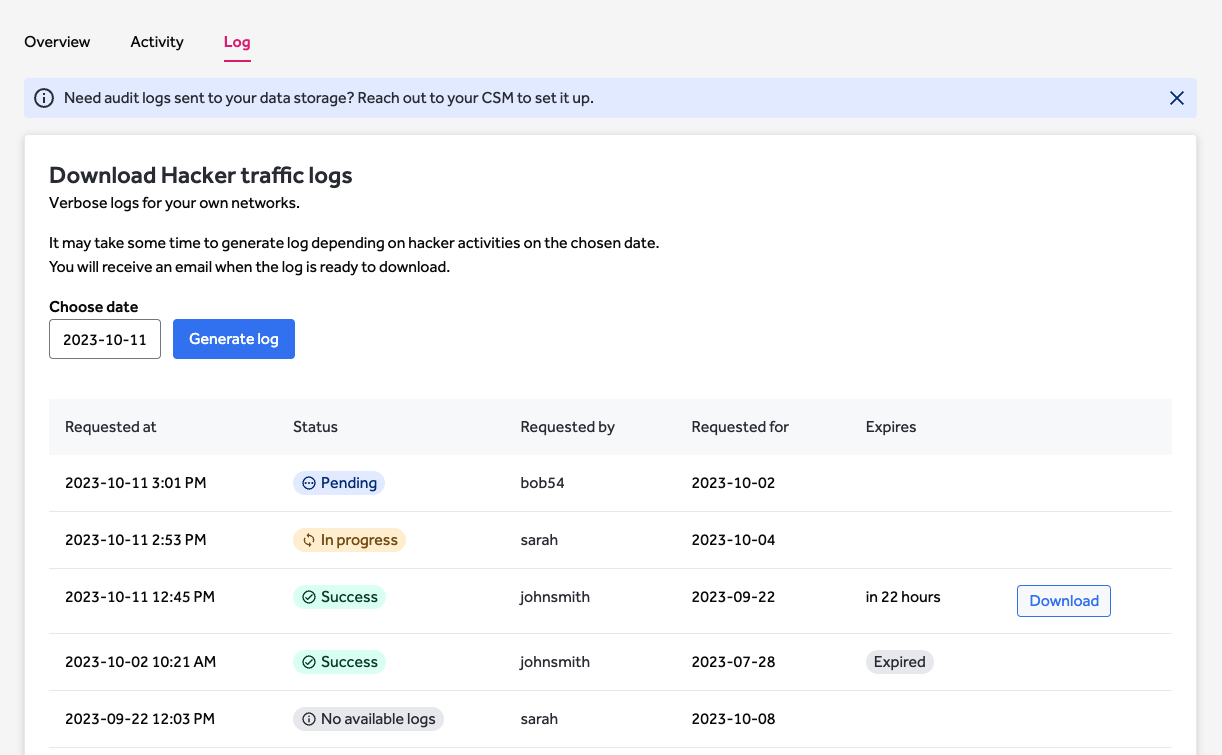 Overview Activity Log
Need audit logs sent to your data storage? Reach out to your CSM to set it up.
Download Hacker traffic logs
Verbose logs for your own networks.
It may take some time to generate log depending on hacker activities on the chosen date.
You will receive an email when the log is ready to download.
Choose date
2023-10-11 Generate log
Requested at Status Requested by Requested for Expires
2023-10-11 3:01 PM Pending bob54 2023-10-02
2023-10-11 2:53 PM In progress sarah 2023-10-04
2023-10-11 12:45 PM Success johnsmith 2023-09-22 in 22 hours Download
2023-10-02 10:21 AM Success johnsmith 2023-07-28 Expired
2023-09-22 12:03 PM No available logs sarah 2023-10-08